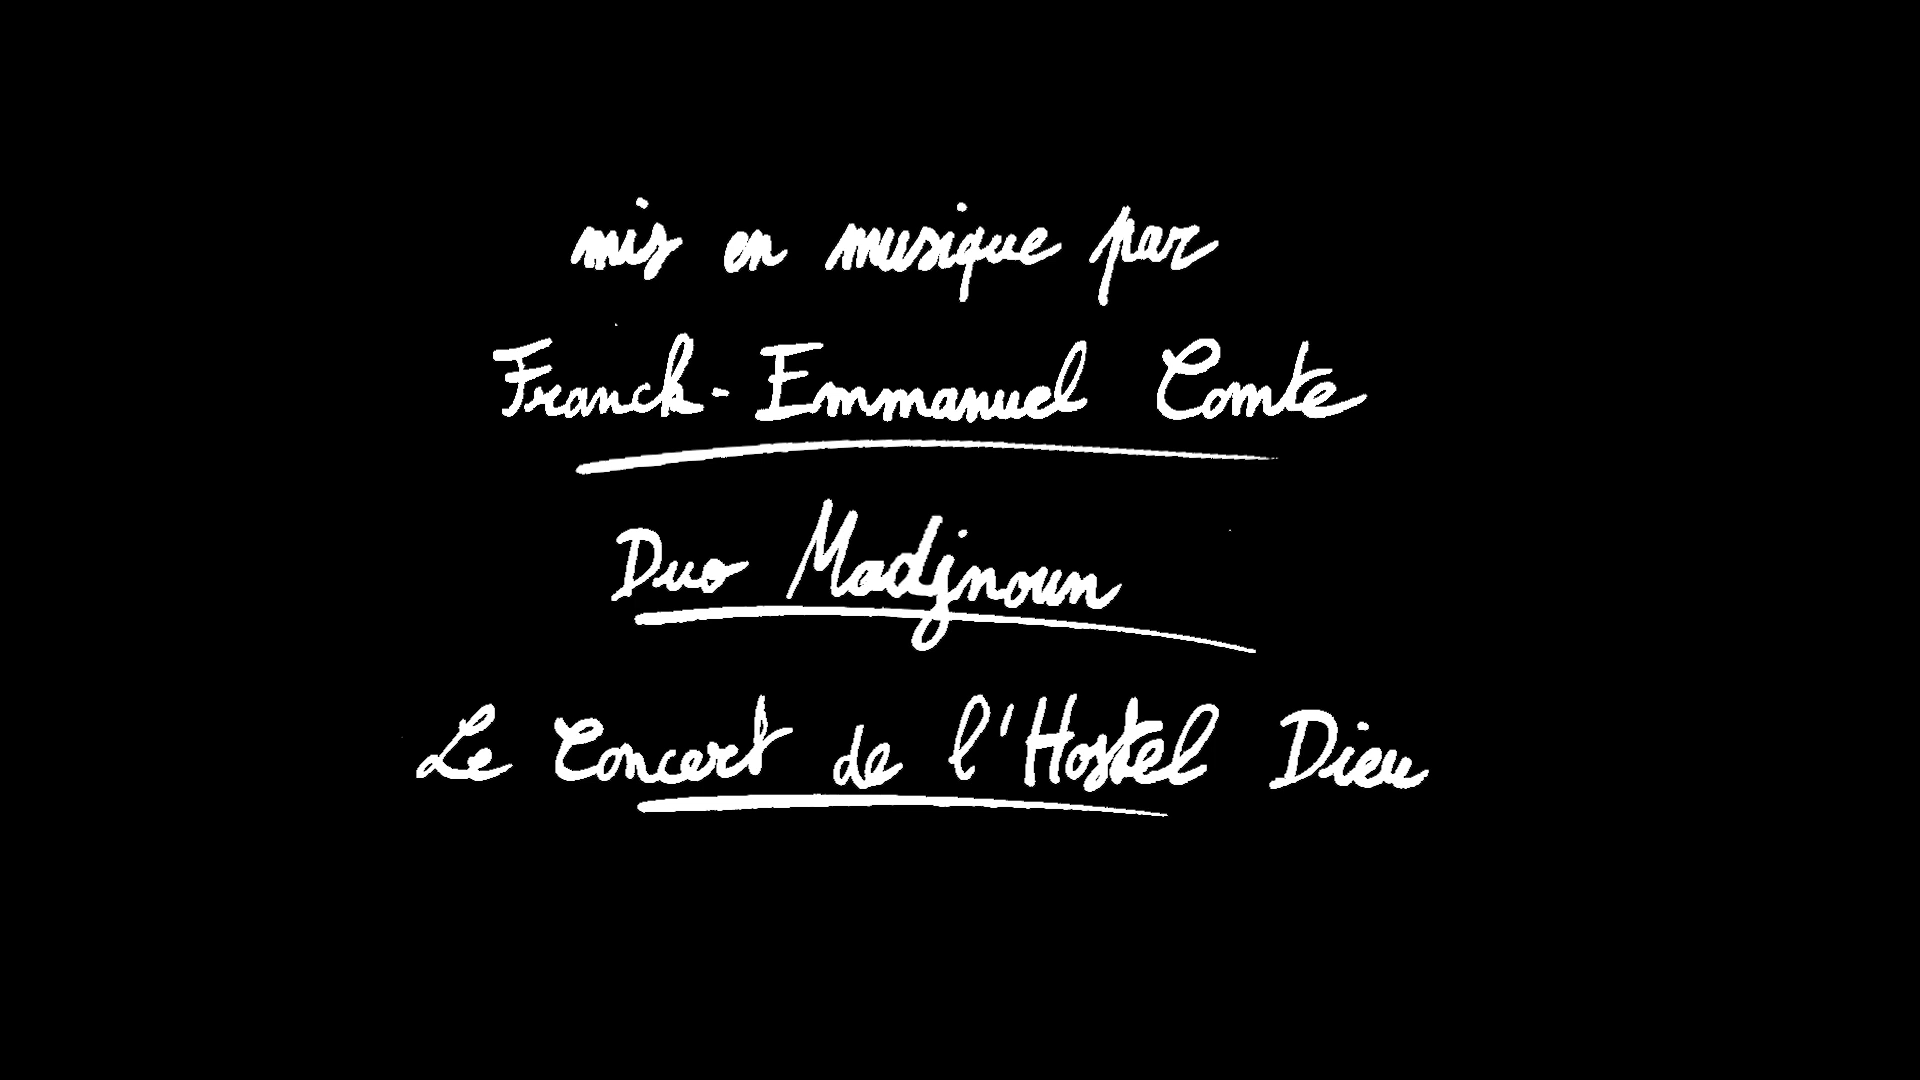 mis en musique par
Franck-Emmanuel Comte
Duo Madjnoun
Le Concert de l'Hostel Dieu